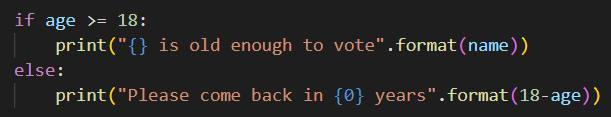 if age >= 18:
    print("{} is old enough to vote".format(name))
else:
    print("Please come back in {0} years".format(18-age))